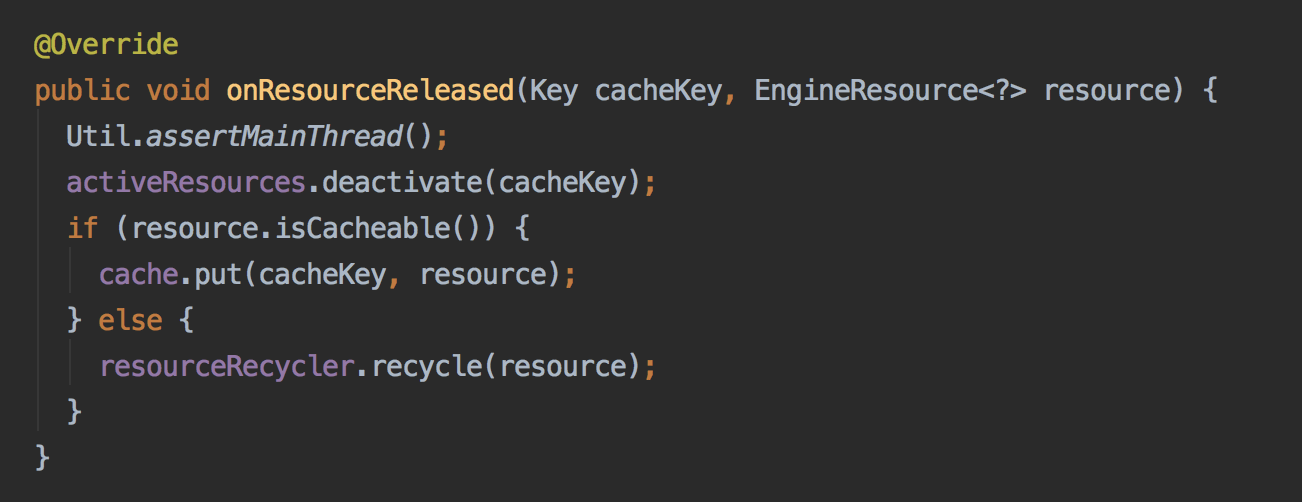 @Override
public void onResourceReleased(Key cacheKey, EngineResource<?> resource) {
  Util.assertMainThread();
  activeResources.deactivate(cacheKey);
  if (resource.isCacheable()) {
    cache.put(cacheKey, resource);
  } else {
    resourceRecycler.recycle(resource);
  }
}